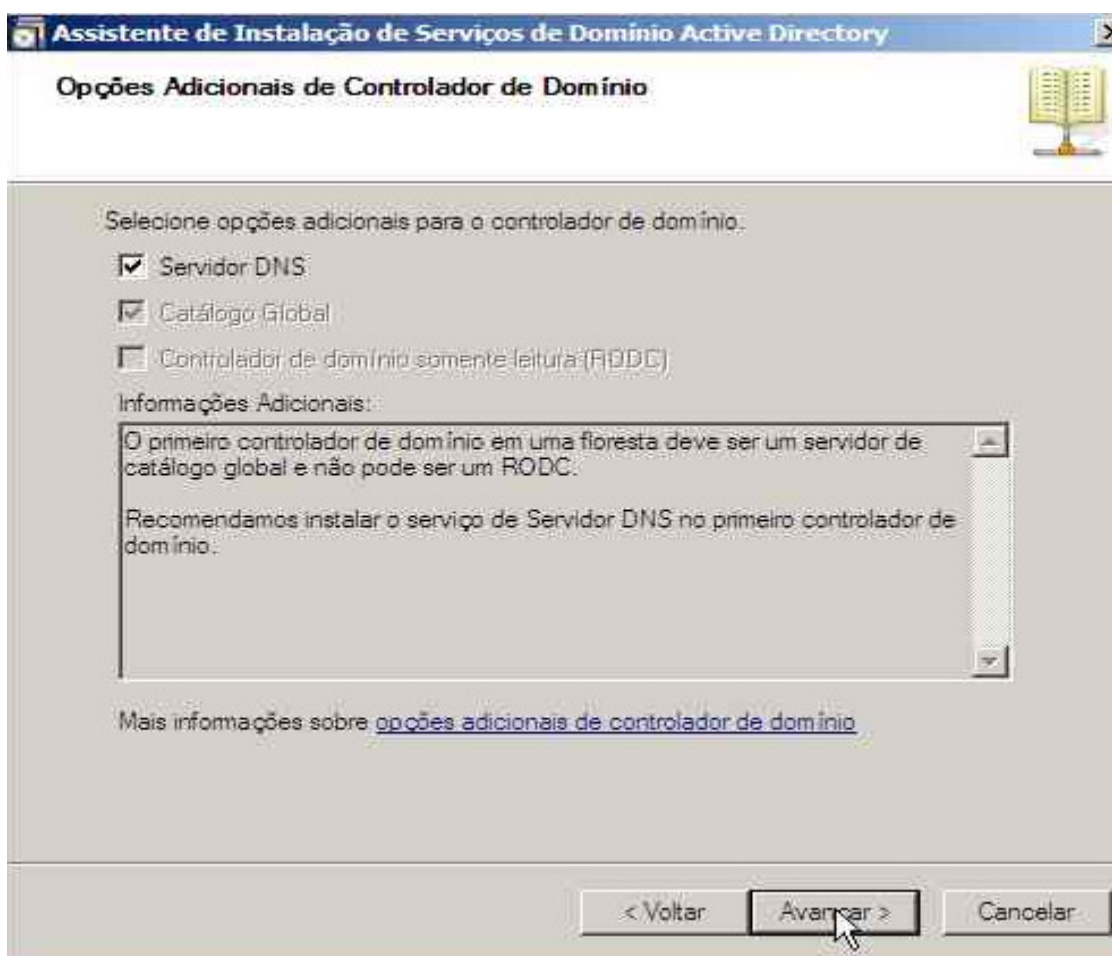 Assistente de Instalação de Serviços de Domínio Active Directory
Opções Adicionais de Controlador de Domínio
Selecione opções adicionais para o controlador de domínio.
Servidor DNS
Catálogo Global
Controlador de domínio somente leitura (RODC)
Informações Adicionais:
O primeiro controlador de domínio em uma floresta deve ser um servidor de
catálogo global e não pode ser um RODC.
Recomendamos instalar o serviço de Servidor DNS no primeiro controlador de
domínio.
Mais informações sobre opções adicionais de controlador de domínio
< Voltar
Avançar >
Cancelar